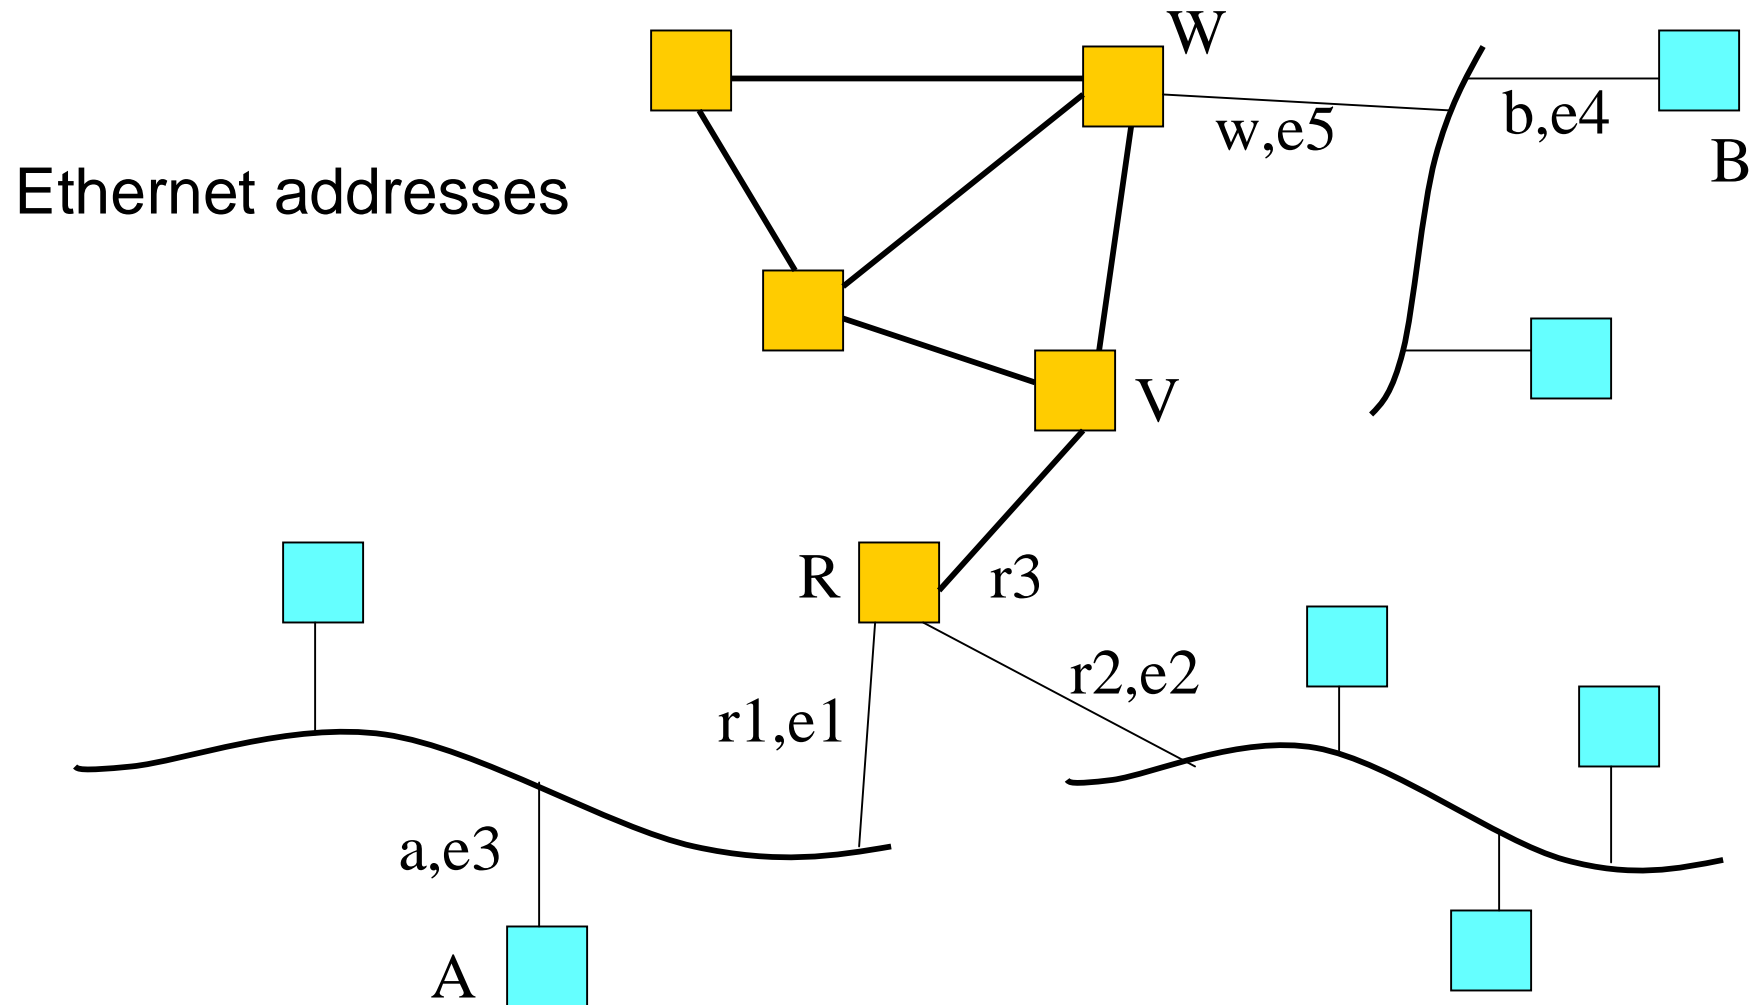 W
b,e4
w,e5
B
Ethernet addresses
V
R
r3
r2,e2
r1,e1
a,e3
A